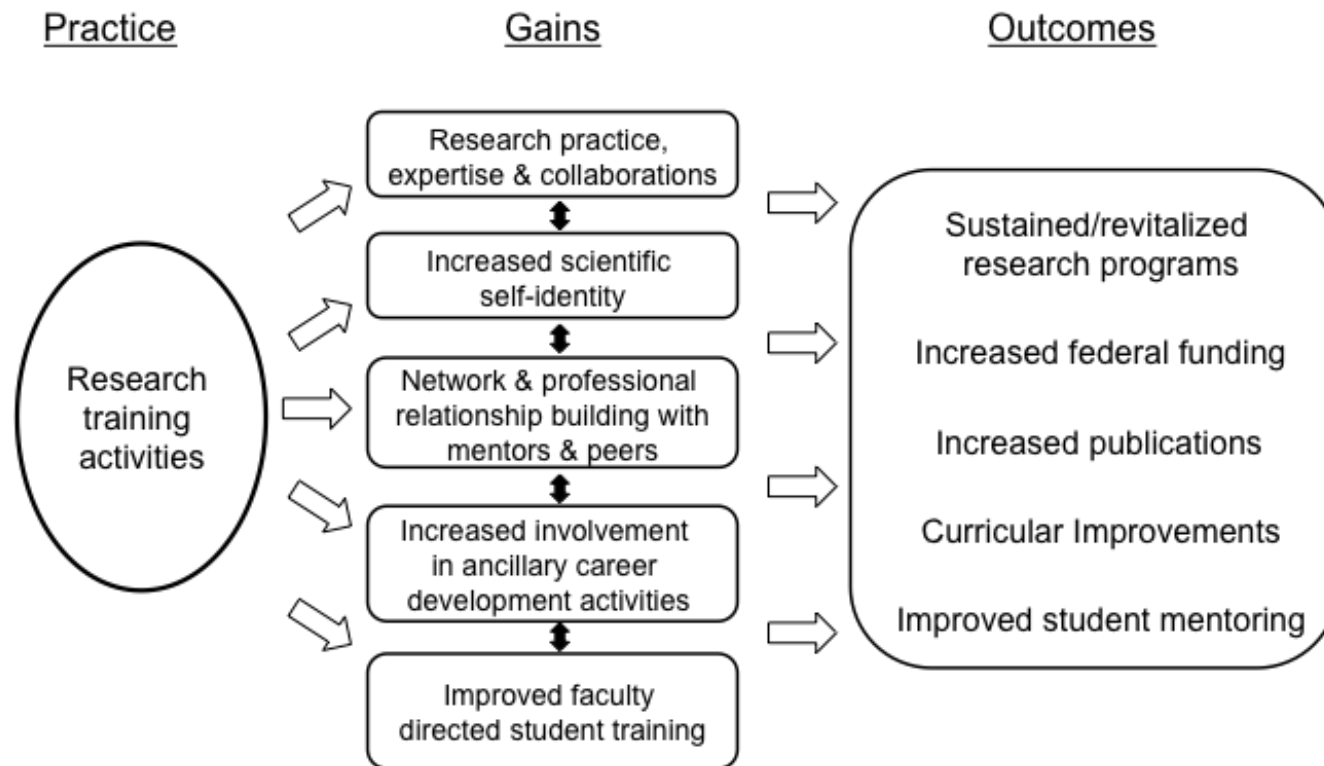 Practice
Gains
Outcomes
Research
training
activities
Research practice,
expertise & collaborations
Increased scientific
self-identity
Network & professional
relationship building with
mentors & peers
Increased involvement
in ancillary career
development activities
Improved faculty
directed student training
Sustained/revitalized
research programs
Increased federal funding
Increased publications
Curricular Improvements
Improved student mentoring